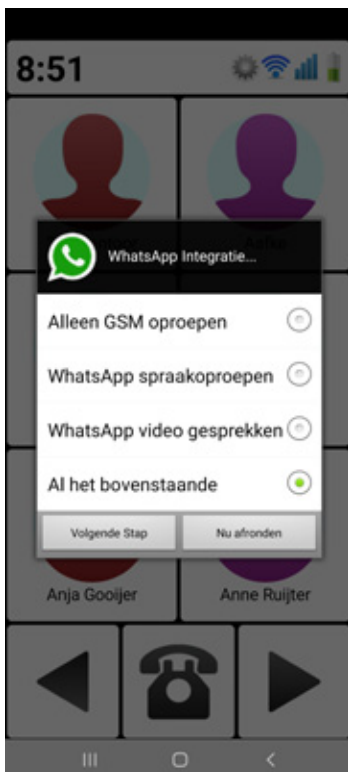 8:51
WhatsApp Integratie...
Alleen GSM oproepen
WhatsApp spraakoproepen
WhatsApp video gesprekken
Al het bovenstaande
Volgende Stap
Nu afronden
Anja Gooijer
Anne Ruijter